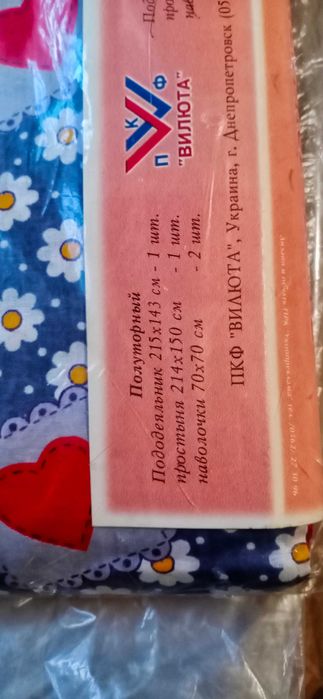 ПКФ
"ВИЛЮТА"
Полуторный
Пододеяльник 215х143 см - 1 шт.
простыня 214х150 см - 1 шт.
наволочки 70х70 см - 2 шт.
ПКФ "ВИЛЮТА", Украина, г. Днепропетровск (05